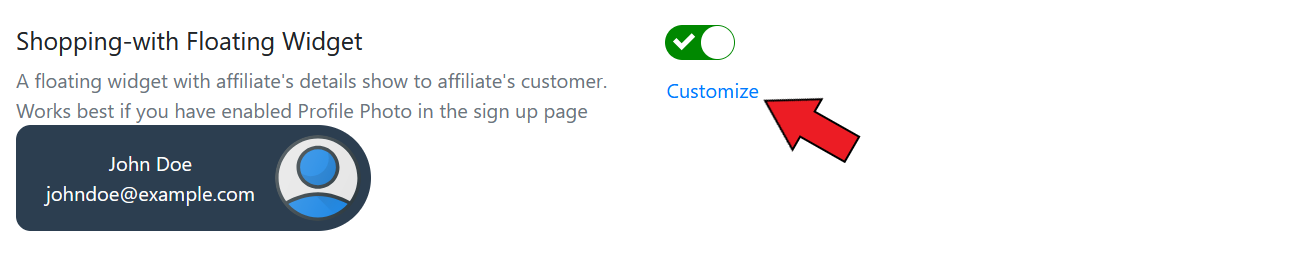 Shopping-with Floating Widget
A floating widget with affiliate's details show to affiliate's customer.
Works best if you have enabled Profile Photo in the sign up page
John Doe
johndoe@example.com
Customize